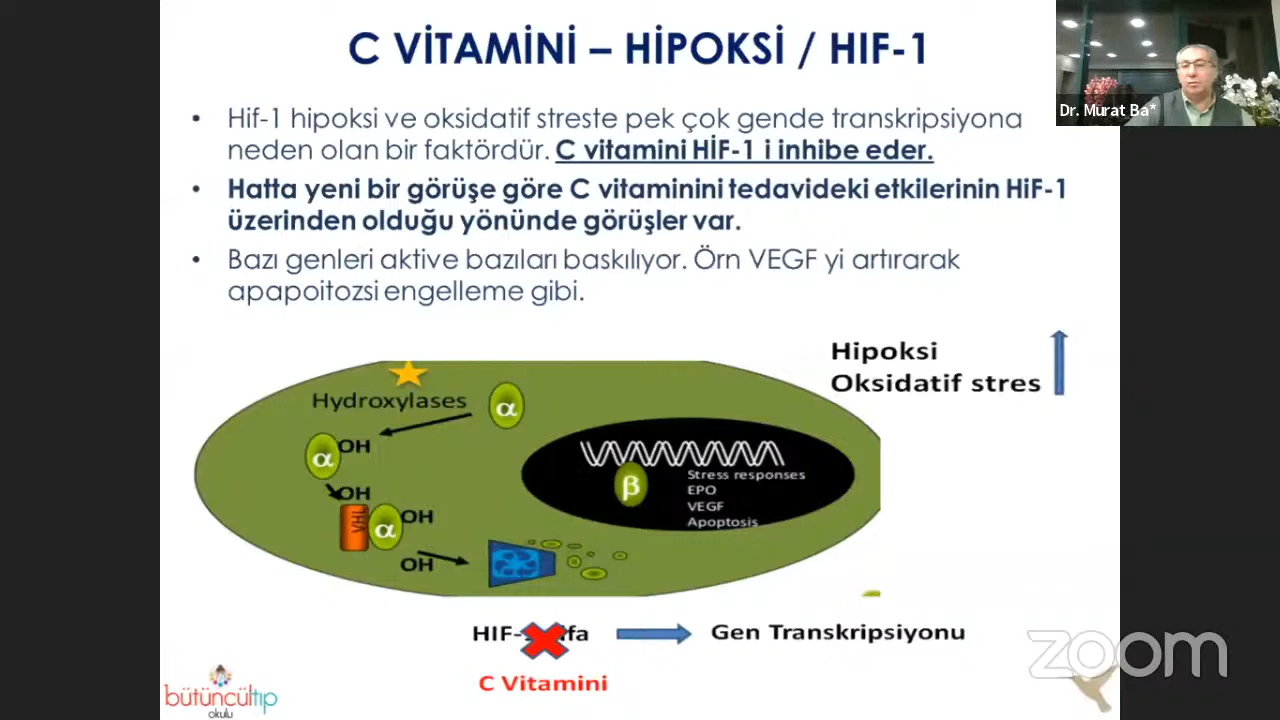 C VİTAMİNİ – HİPOKSİ / HIF-1
Dr. Murat Ba*
• Hif-1 hipoksi ve oksidatif streste pek çok gende transkripsiyona
neden olan bir faktördür. C vitamini HİF-1 i inhibe eder.
• Hatta yeni bir görüşe göre C vitaminini tedavideki etkilerinin HiF-1
üzerinden olduğu yönünde görüşler var.
• Bazı genleri aktive bazıları baskılıyor. Örn VEGF yi artırarak
apapoitozsi engelleme gibi.
Hipoksi
Oksidatif stres
Hydroxylases
α
OH
α
OH
VHL
α
OH
OH
β
Stress responses
EPO
VEGF
Apoptosis
HIF- lfa
Gen Transkripsiyonu
C Vitamini
zoom
bütüncültıp
okulu